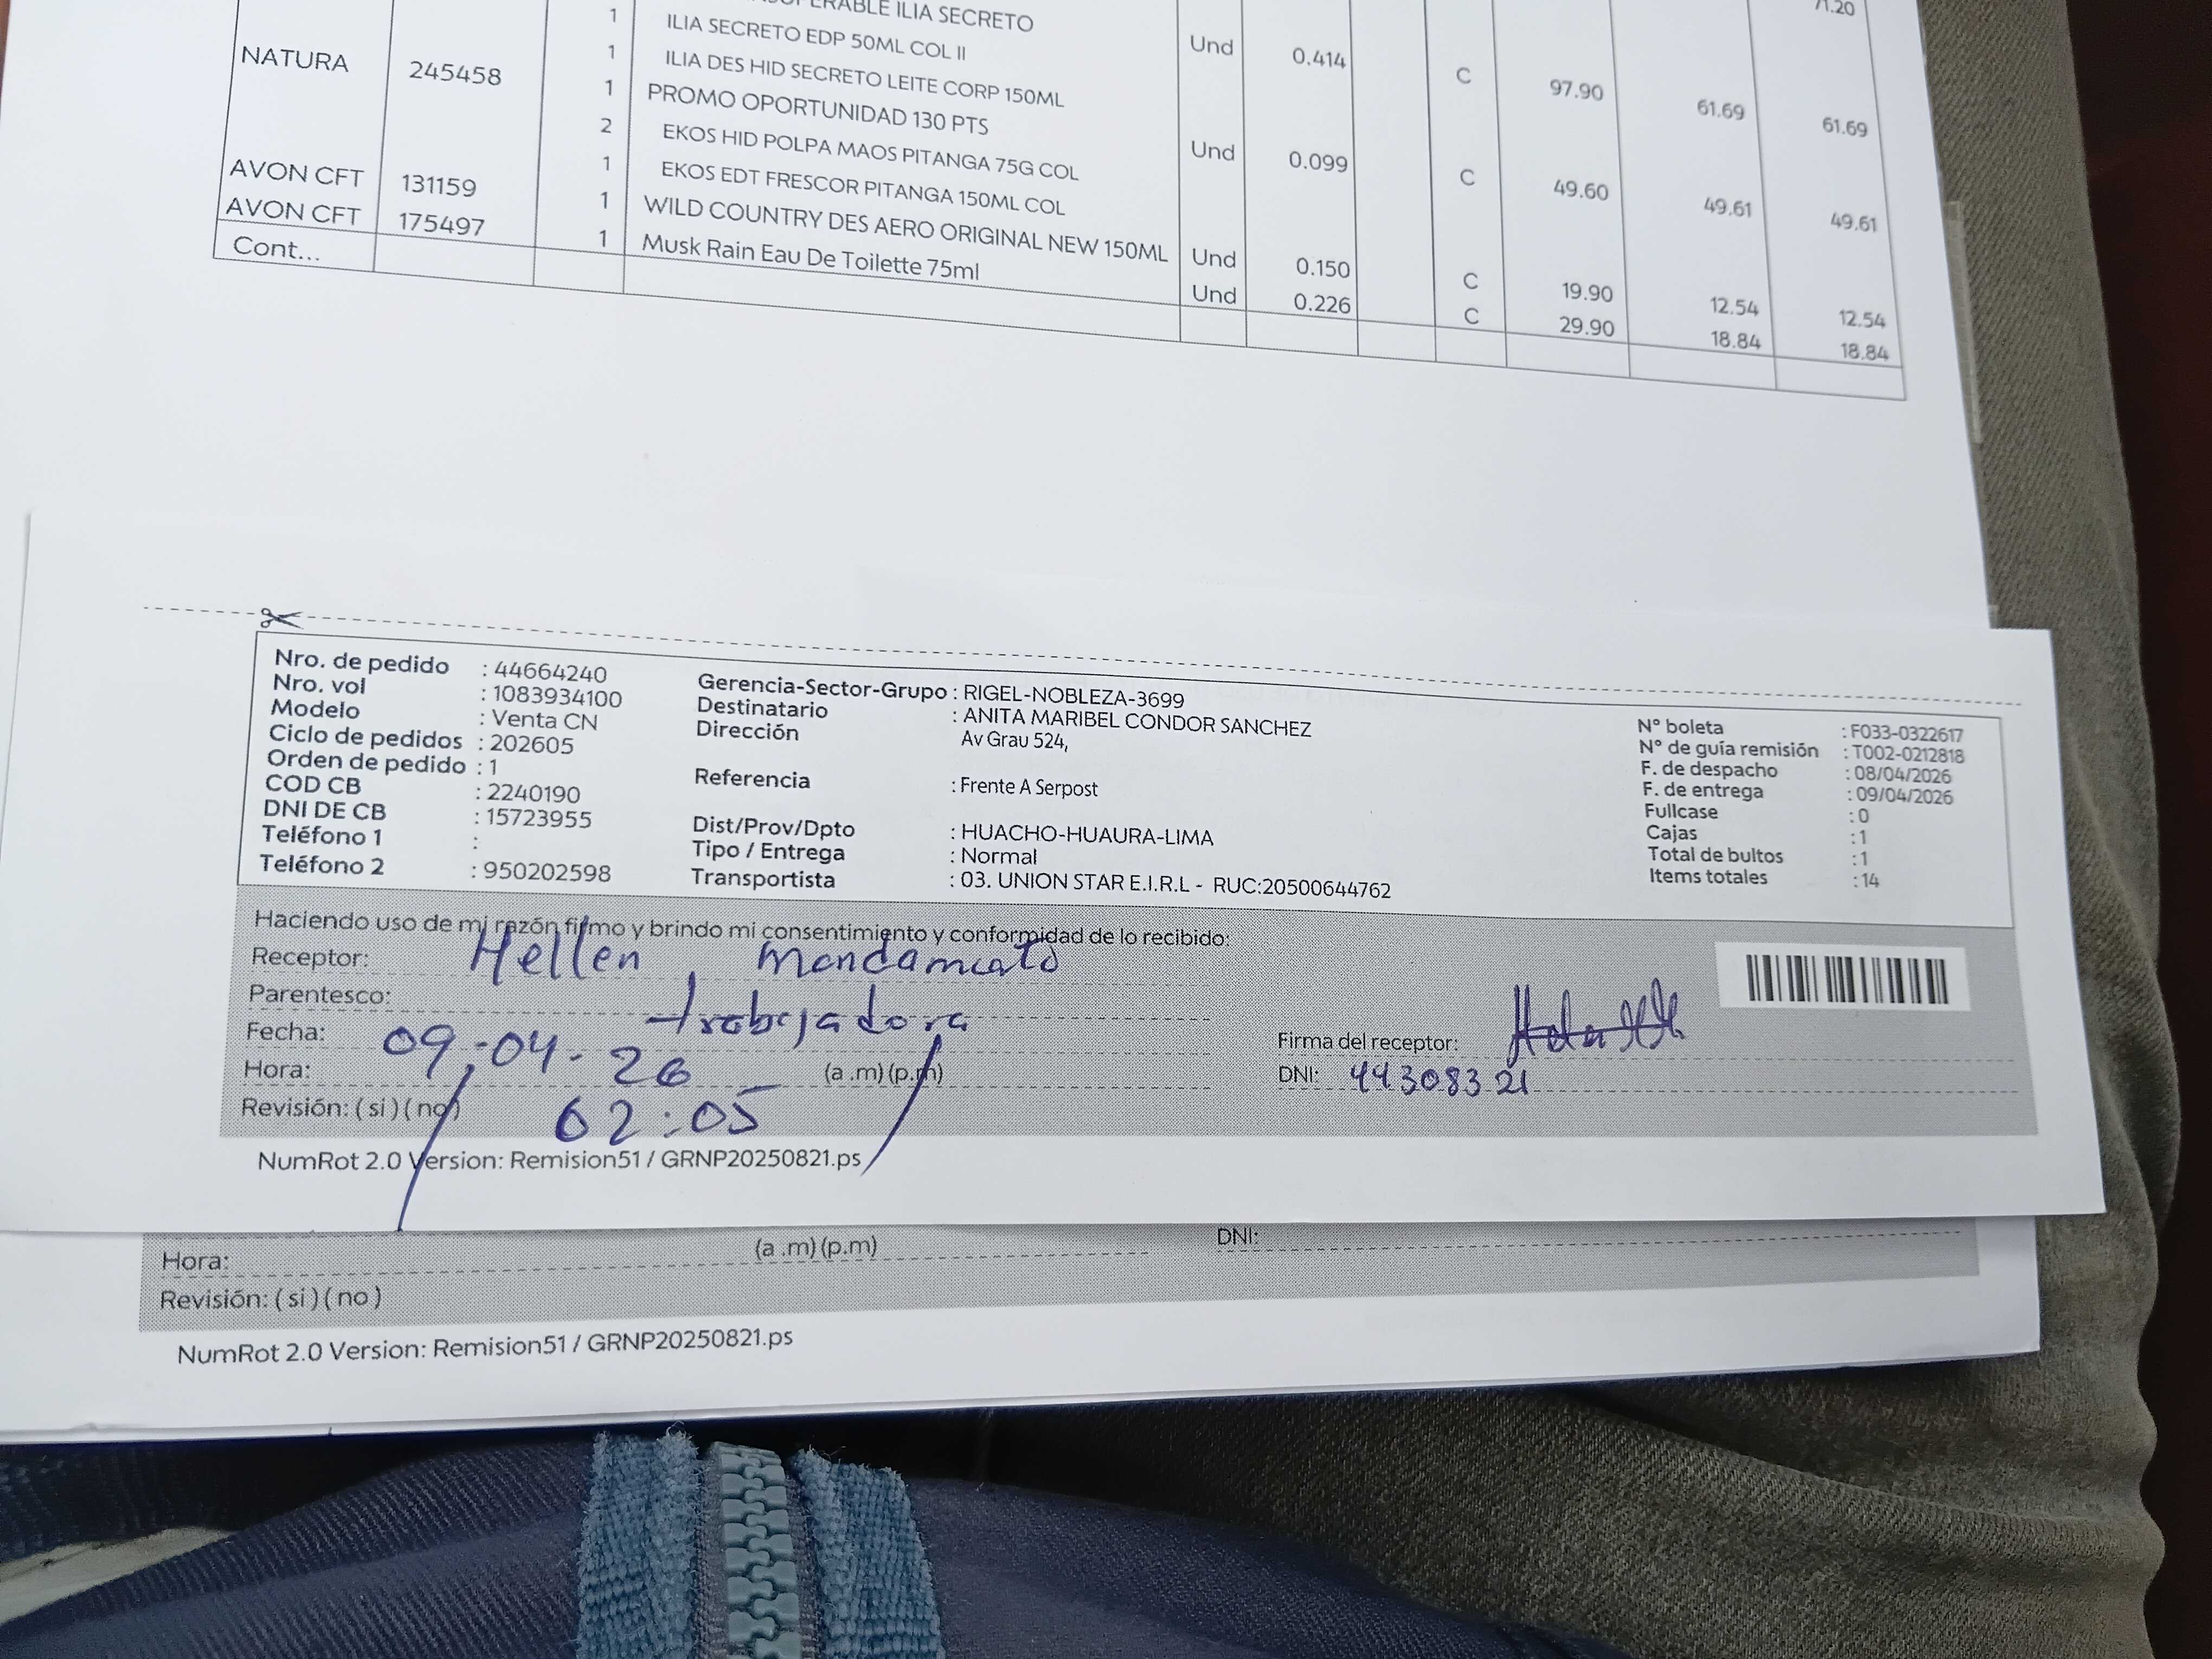 ILIA SECRETO 71.20
1 ILIA SECRETO EDP 50ML COL II
1 ILIA DES HID SECRETO LEITE CORP 150ML
NATURA 245458 1 PROMO OPORTUNIDAD 130 PTS Und 0.414 C 97.90 61.69 61.69
2 EKOS HID POLPA MAOS PITANGA 75G COL
1 EKOS EDT FRESCOR PITANGA 150ML COL
AVON CFT 131159 1 WILD COUNTRY DES AERO ORIGINAL NEW 150ML Und 0.099 C 49.60 49.61 49.61
AVON CFT 175497 1 Musk Rain Eau De Toilette 75ml Und 0.150 C 19.90 12.54 12.54
Cont... Und 0.226 C 29.90 18.84 18.84
Nro. de pedido : 44664240
Nro. vol : 1083934100
Modelo : Venta CN
Ciclo de pedidos : 202605
Orden de pedido : 1
COD CB : 2240190
DNI DE CB : 15723955
Teléfono 1 :
Teléfono 2 : 950202598
Gerencia-Sector-Grupo : RIGEL-NOBLEZA-3699
Destinatario : ANITA MARIBEL CONDOR SANCHEZ
Dirección Av Grau 524,
Referencia : Frente A Serpost
Dist/Prov/Dpto : HUACHO-HUAURA-LIMA
Tipo / Entrega : Normal
Transportista : 03. UNION STAR E.I.R.L - RUC:20500644762
N° boleta : F033-0322617
N° de guía remisión : T002-0212818
F. de despacho : 08/04/2026
F. de entrega : 09/04/2026
Fullcase : 0
Cajas : 1
Total de bultos : 1
Items totales : 14
Haciendo uso de mi razón firmo y brindo mi consentimiento y conformidad de lo recibido:
Receptor: Hellen
Parentesco: trabajadora
Fecha: 09-04-26
Hora: 02:05 (a .m) (p.m)
Revisión: ( si ) ( no )
Firma del receptor:
DNI: 44308321
NumRot 2.0 Version: Remision51 / GRNP20250821.ps
Hora: (a .m) (p.m) DNI:
Revisión: ( si ) ( no )
NumRot 2.0 Version: Remision51 / GRNP20250821.ps